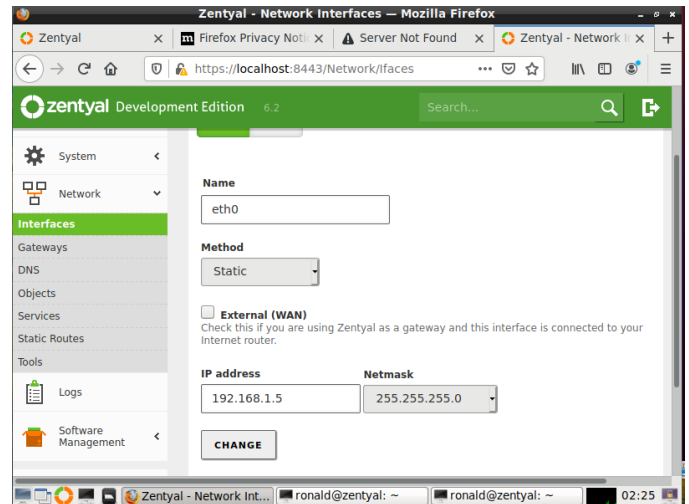 Zentyal - Network Interfaces — Mozilla Firefox
Zentyal
Firefox Privacy Noti
Server Not Found
Zentyal - Network I
https://localhost:8443/Network/Ifaces
zentyal Development Edition 6.2
Search...
System
Network
Interfaces
Gateways
DNS
Objects
Services
Static Routes
Tools
Logs
Software
Management
Name
eth0
Method
Static
External (WAN)
Check this if you are using Zentyal as a gateway and this interface is connected to your
Internet router.
IP address Netmask
192.168.1.5 255.255.255.0
CHANGE
Zentyal - Network Int...
ronald@zentyal: ~
ronald@zentyal: ~
02:25